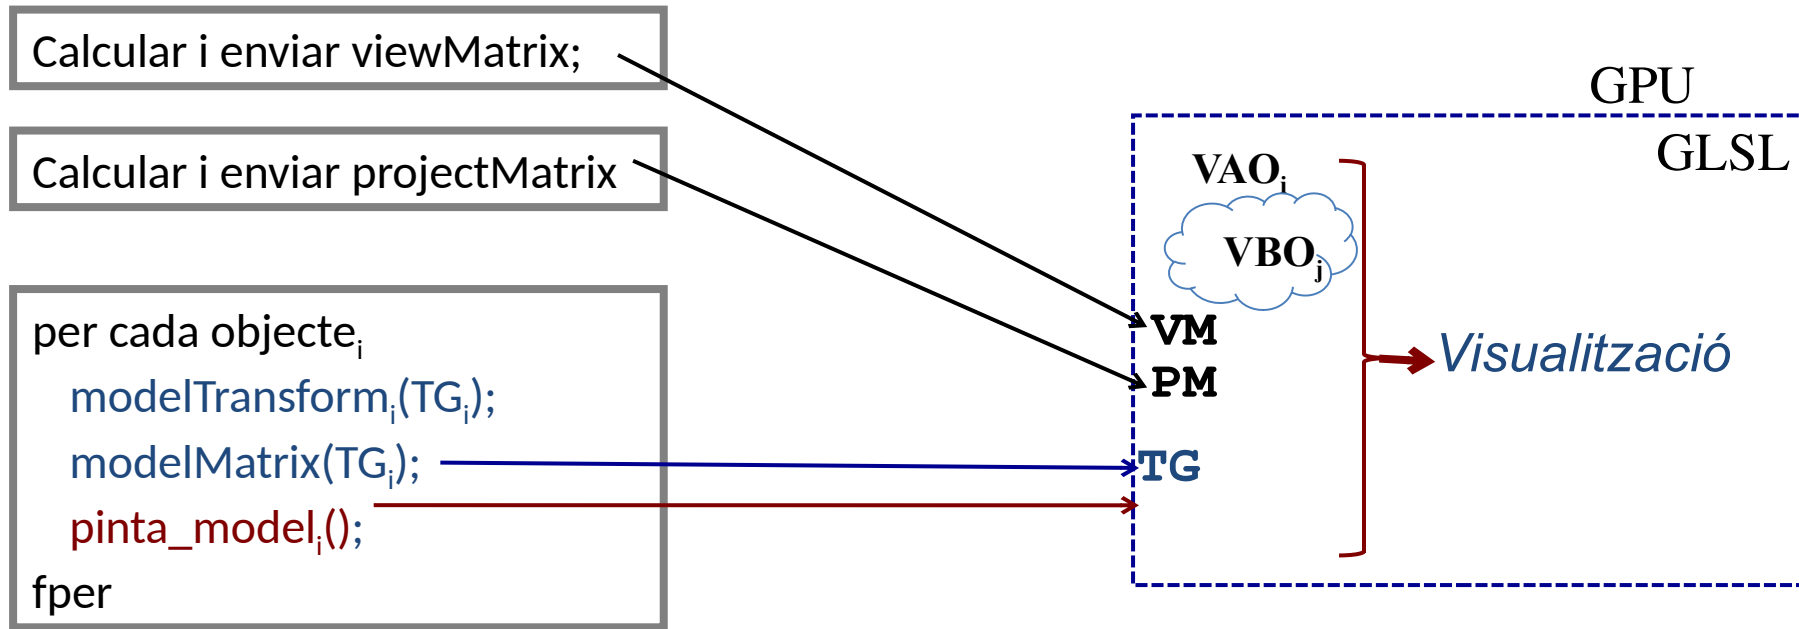 Calcular i enviar viewMatrix;
Calcular i enviar projectMatrix
per cada objecteᵢ
modelTransformᵢ(TGᵢ);
modelMatrix(TGᵢ);
pinta_modelᵢ();
fper
GPU
GLSL
VAOᵢ
VBOⱼ
VM
PM
TG
Visualització